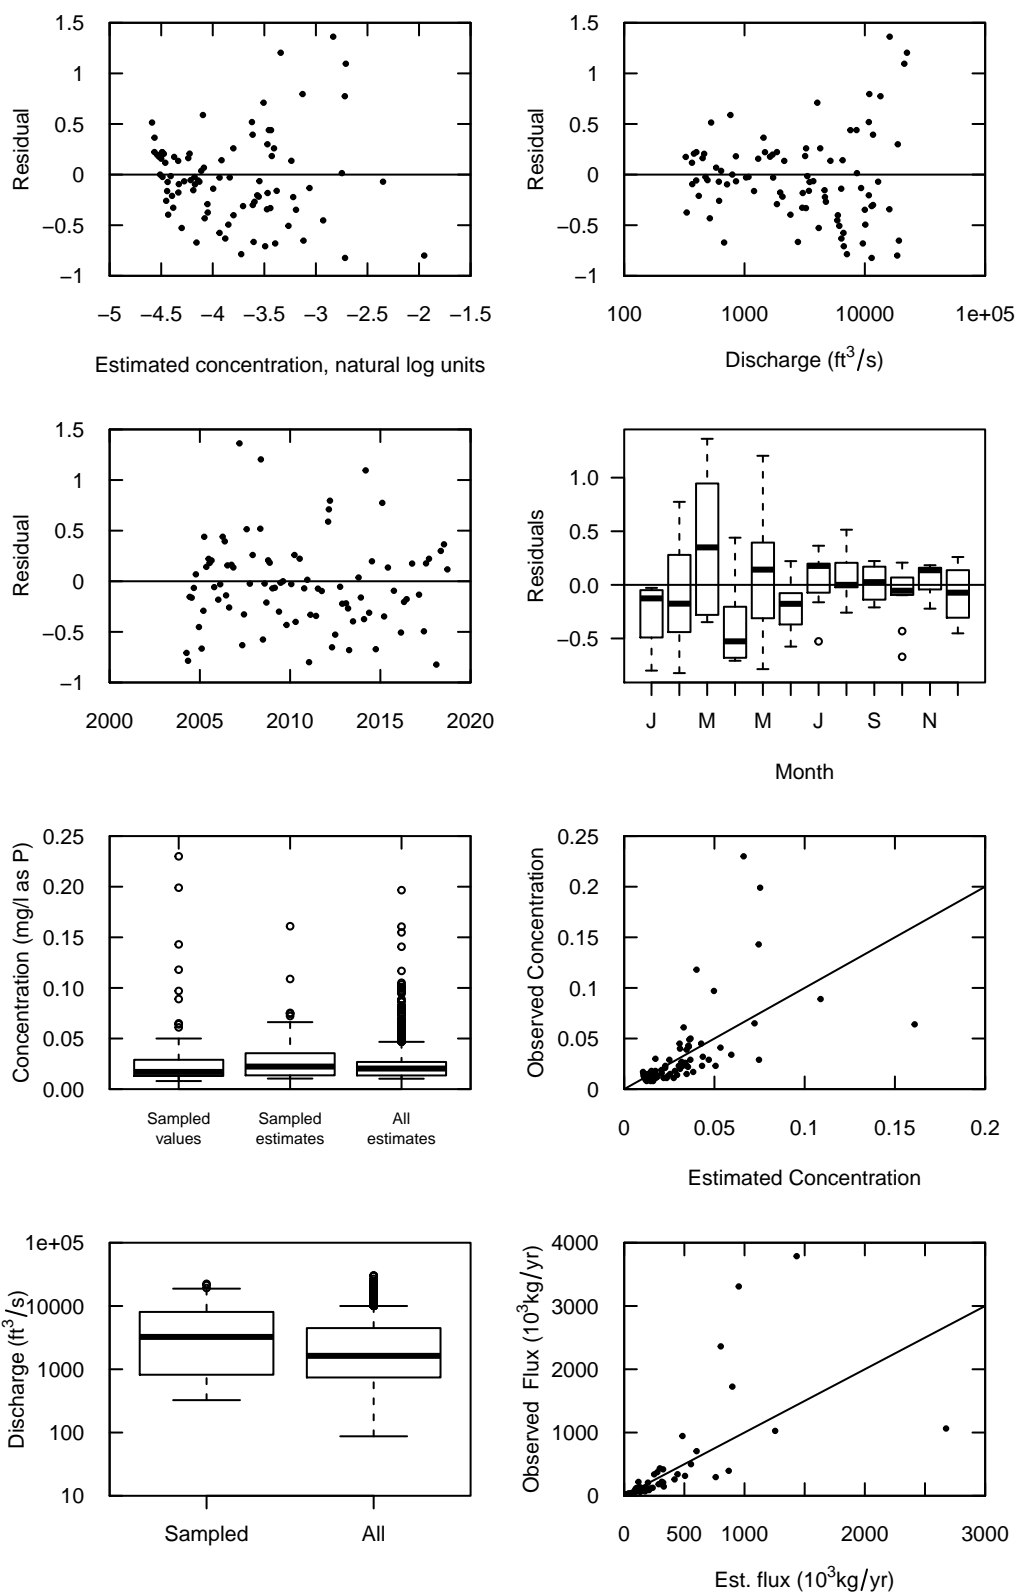 1.5
1
0.5
0
−0.5
−1
Residual
−5 −4.5 −4 −3.5 −3 −2.5 −2 −1.5
Estimated concentration, natural log units
1.5
1
0.5
0
−0.5
−1
Residual
100 1000 10000 1e+05
Discharge (ft³/s)
1.5
1
0.5
0
−0.5
−1
Residual
2000 2005 2010 2015 2020
1.0
0.5
0.0
−0.5
Residuals
J M M J S N
Month
0.25
0.20
0.15
0.10
0.05
0.00
Concentration (mg/l as P)
Sampled values
Sampled estimates
All estimates
0.25
0.2
0.15
0.1
0.05
0
Observed Concentration
0 0.05 0.1 0.15 0.2
Estimated Concentration
1e+05
10000
1000
100
10
Discharge (ft³/s)
Sampled All
4000
3000
2000
1000
0
Observed Flux (10³kg/yr)
0 500 1000 2000 3000
Est. flux (10³kg/yr)